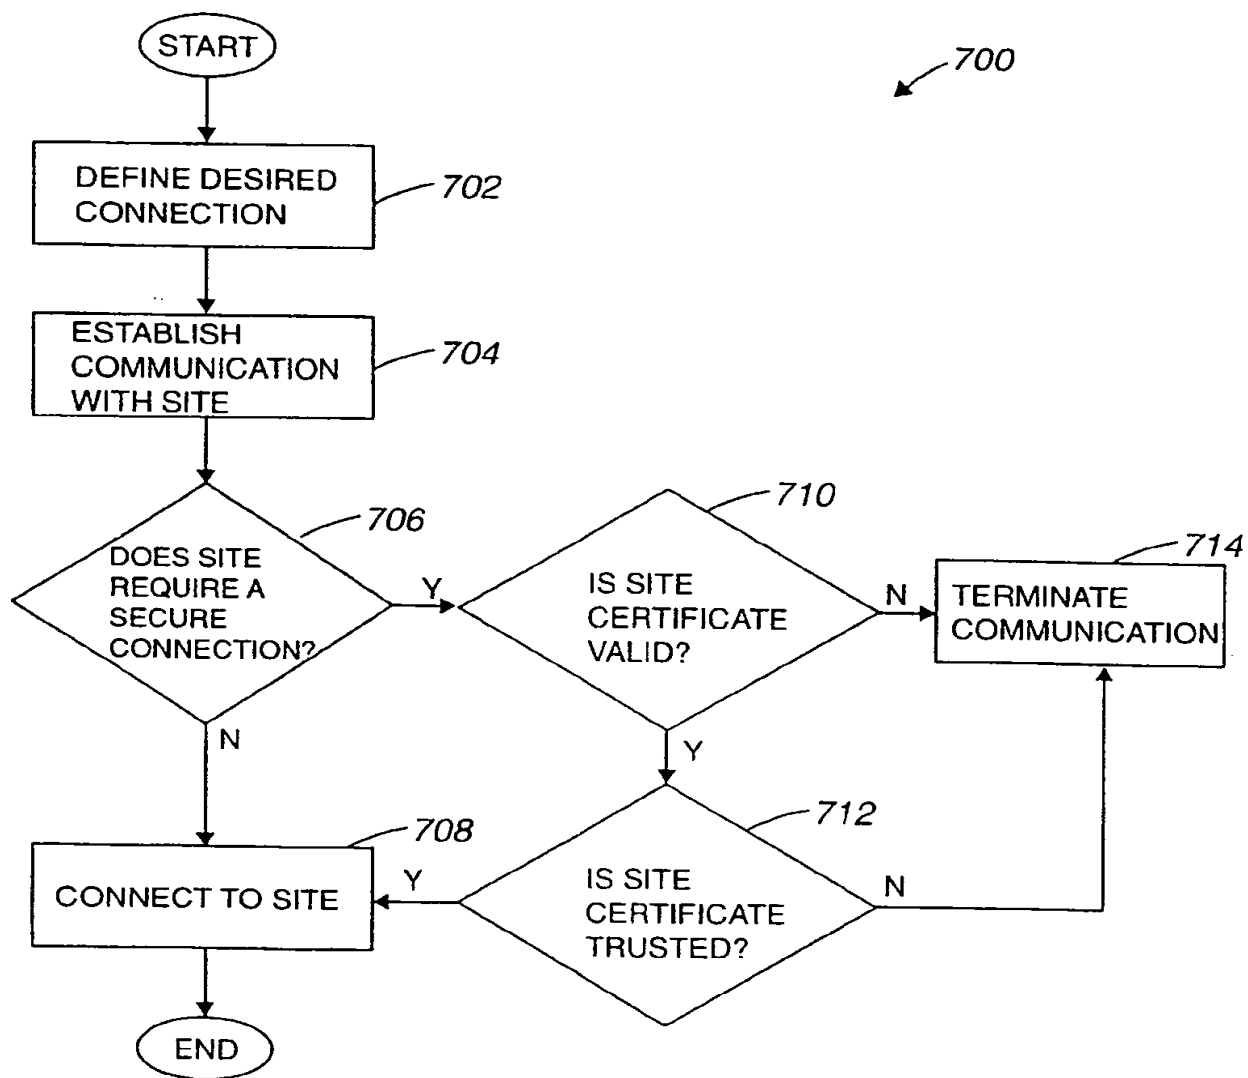 START
700
DEFINE DESIRED
CONNECTION
702
ESTABLISH
COMMUNICATION
WITH SITE
704
DOES SITE
REQUIRE A
SECURE
CONNECTION?
706
Y
N
IS SITE
CERTIFICATE
VALID?
710
N
Y
TERMINATE
COMMUNICATION
714
CONNECT TO SITE
708
Y
IS SITE
CERTIFICATE
TRUSTED?
712
N
END